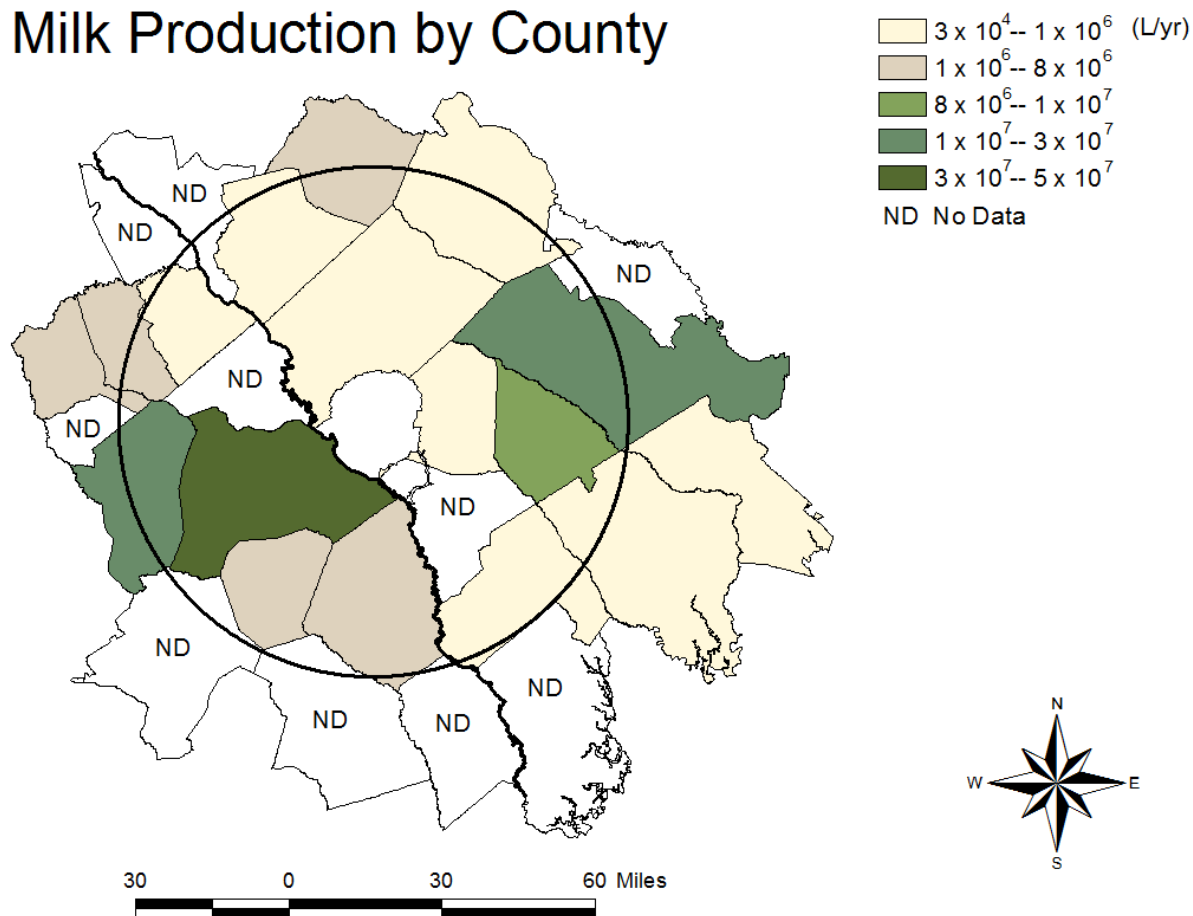 Milk Production by County
3 x 10⁴-- 1 x 10⁶ (L/yr)
1 x 10⁶-- 8 x 10⁶
8 x 10⁶-- 1 x 10⁷
1 x 10⁷-- 3 x 10⁷
3 x 10⁷-- 5 x 10⁷
ND No Data
ND
ND
ND
ND
ND
ND
ND
ND
ND
ND
N
W E
S
30 0 30 60 Miles